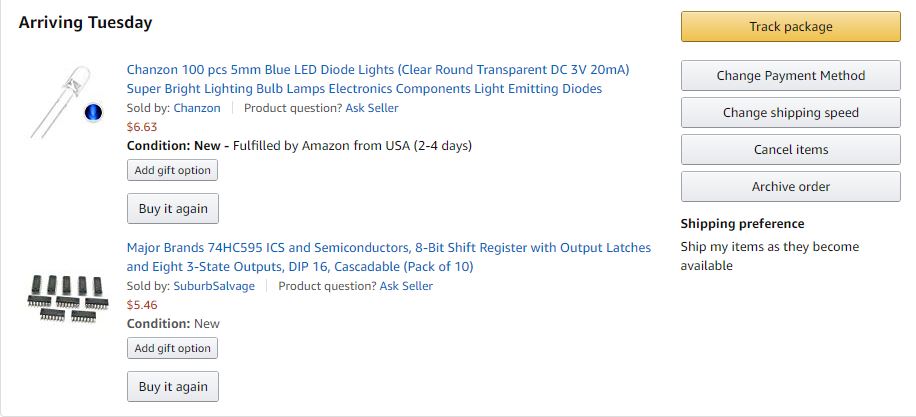 Arriving Tuesday
Chanzon 100 pcs 5mm Blue LED Diode Lights (Clear Round Transparent DC 3V 20mA)
Super Bright Lighting Bulb Lamps Electronics Components Light Emitting Diodes
Sold by: Chanzon | Product question? Ask Seller
$6.63
Condition: New - Fulfilled by Amazon from USA (2-4 days)
Add gift option
Buy it again
Major Brands 74HC595 ICS and Semiconductors, 8-Bit Shift Register with Output Latches
and Eight 3-State Outputs, DIP 16, Cascadable (Pack of 10)
Sold by: SuburbSalvage | Product question? Ask Seller
$5.46
Condition: New
Add gift option
Buy it again
Track package
Change Payment Method
Change shipping speed
Cancel items
Archive order
Shipping preference
Ship my items as they become
available